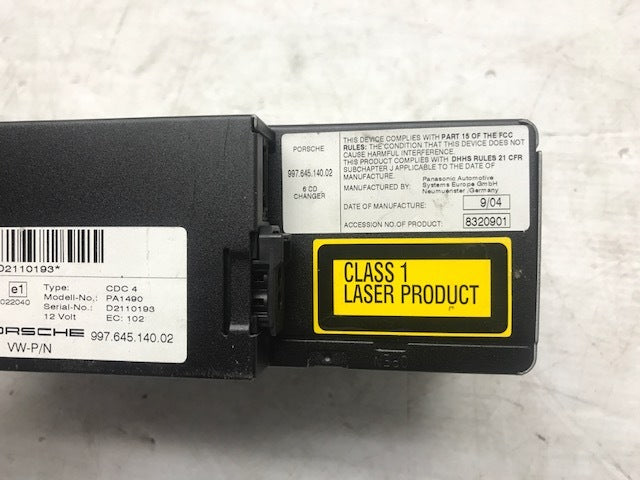 D2110193*
e1
022040
Type: CDC 4
Modell-No,: PA1490
Serial-No.: D2110193
12 Volt EC: 102
ORSCHE 997.645.140.02
VW-P/N
PORSCHE
997.645.140.02
6 CD
CHANGER
THIS DEVICE COMPLIES WITH PART 15 OF THE FCC
RULES: THE CONDITION THAT THIS DEVICE DOES NOT
CAUSE HARMFUL INTERFERENCE.
THIS PRODUCT COMPLIES WITH DHHS RULES 21 CFR
SUBCHAPTER J APPLICABLE TO THE DATE OF
MANUFACTURE.
MANUFACTURED BY: Panasonic Automotive
Systems Europe GmbH
Neumuenster ,Germany
DATE OF MANUFACTURE: 9/04
ACCESSION NO.OF PRODUCT: 8320901
CLASS 1
LASER PRODUCT